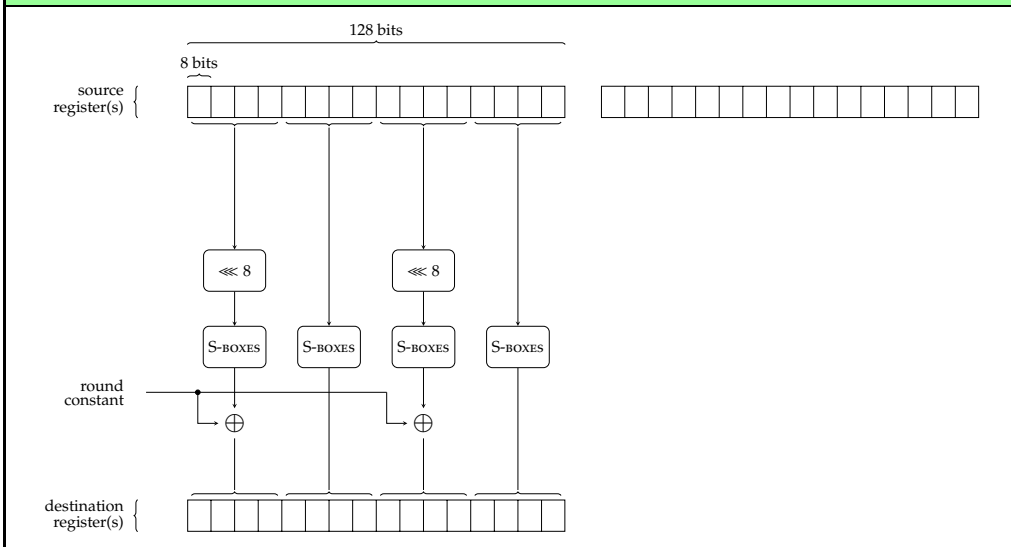 128 bits
8 bits
source
register(s)
⋘ 8
⋘ 8
S-BOXES
S-BOXES
S-BOXES
S-BOXES
round
constant
destination
register(s)